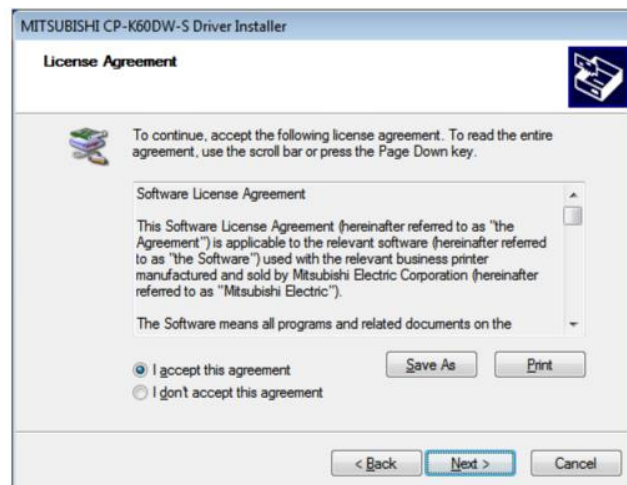 MITSUBISHI CP-K60DW-S Driver Installer
License Agreement
To continue, accept the following license agreement. To read the entire
agreement, use the scroll bar or press the Page Down key.
Software License Agreement
This Software License Agreement (hereinafter referred to as "the
Agreement") is applicable to the relevant software (hereinafter referred
to as "the Software") used with the relevant business printer
manufactured and sold by Mitsubishi Electric Corporation (hereinafter
referred to as "Mitsubishi Electric").
The Software means all programs and related documents on the
I accept this agreement
Save As
Print
I don't accept this agreement
< Back
Next >
Cancel